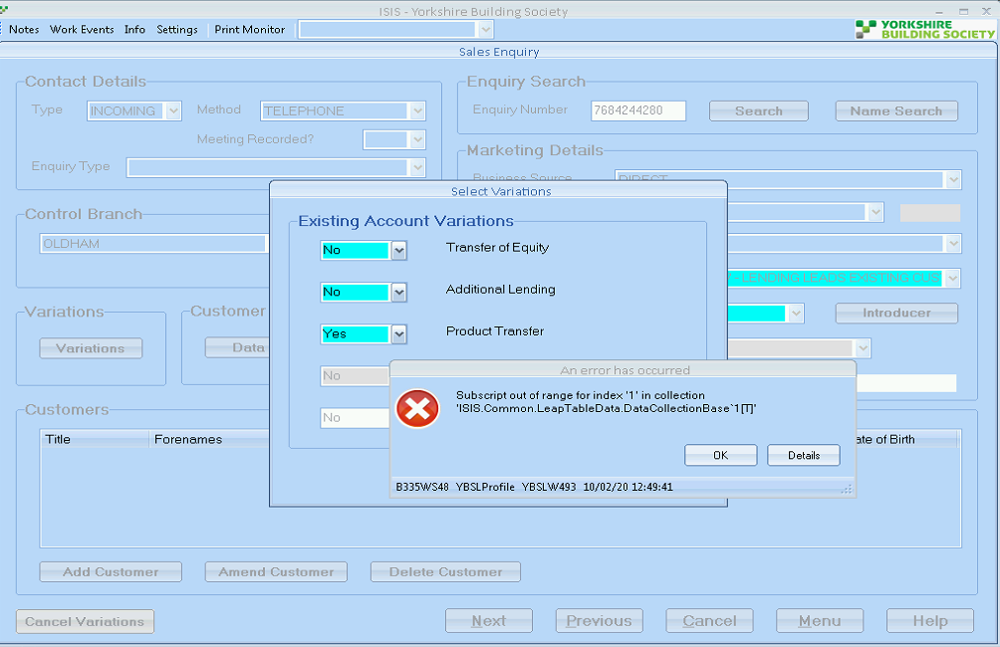 ISIS - Yorkshire Building Society
Notes Work Events Info Settings Print Monitor
YORKSHIRE
BUILDING SOCIETY
Sales Enquiry
Contact Details
Type INCOMING Method TELEPHONE
Meeting Recorded?
Enquiry Type
Enquiry Search
Enquiry Number 7684244280 Search Name Search
Marketing Details
Business Source DIRECT
Control Branch
OLDHAM
- LENDING LEADS EXISTING CUS
Introducer
Variations
Variations
Customer
Data
Select Variations
Existing Account Variations
No Transfer of Equity
No Additional Lending
Yes Product Transfer
No
No
An error has occurred
Subscript out of range for index '1' in collection
'ISIS.Common.LeapTableData.DataCollectionBase`1[T]'
OK Details
B335WS48 YBSLProfile YBSLW493 10/02/20 12:49:41
Customers
Title Forenames ate of Birth
Add Customer Amend Customer Delete Customer
Cancel Variations Next Previous Cancel Menu Help